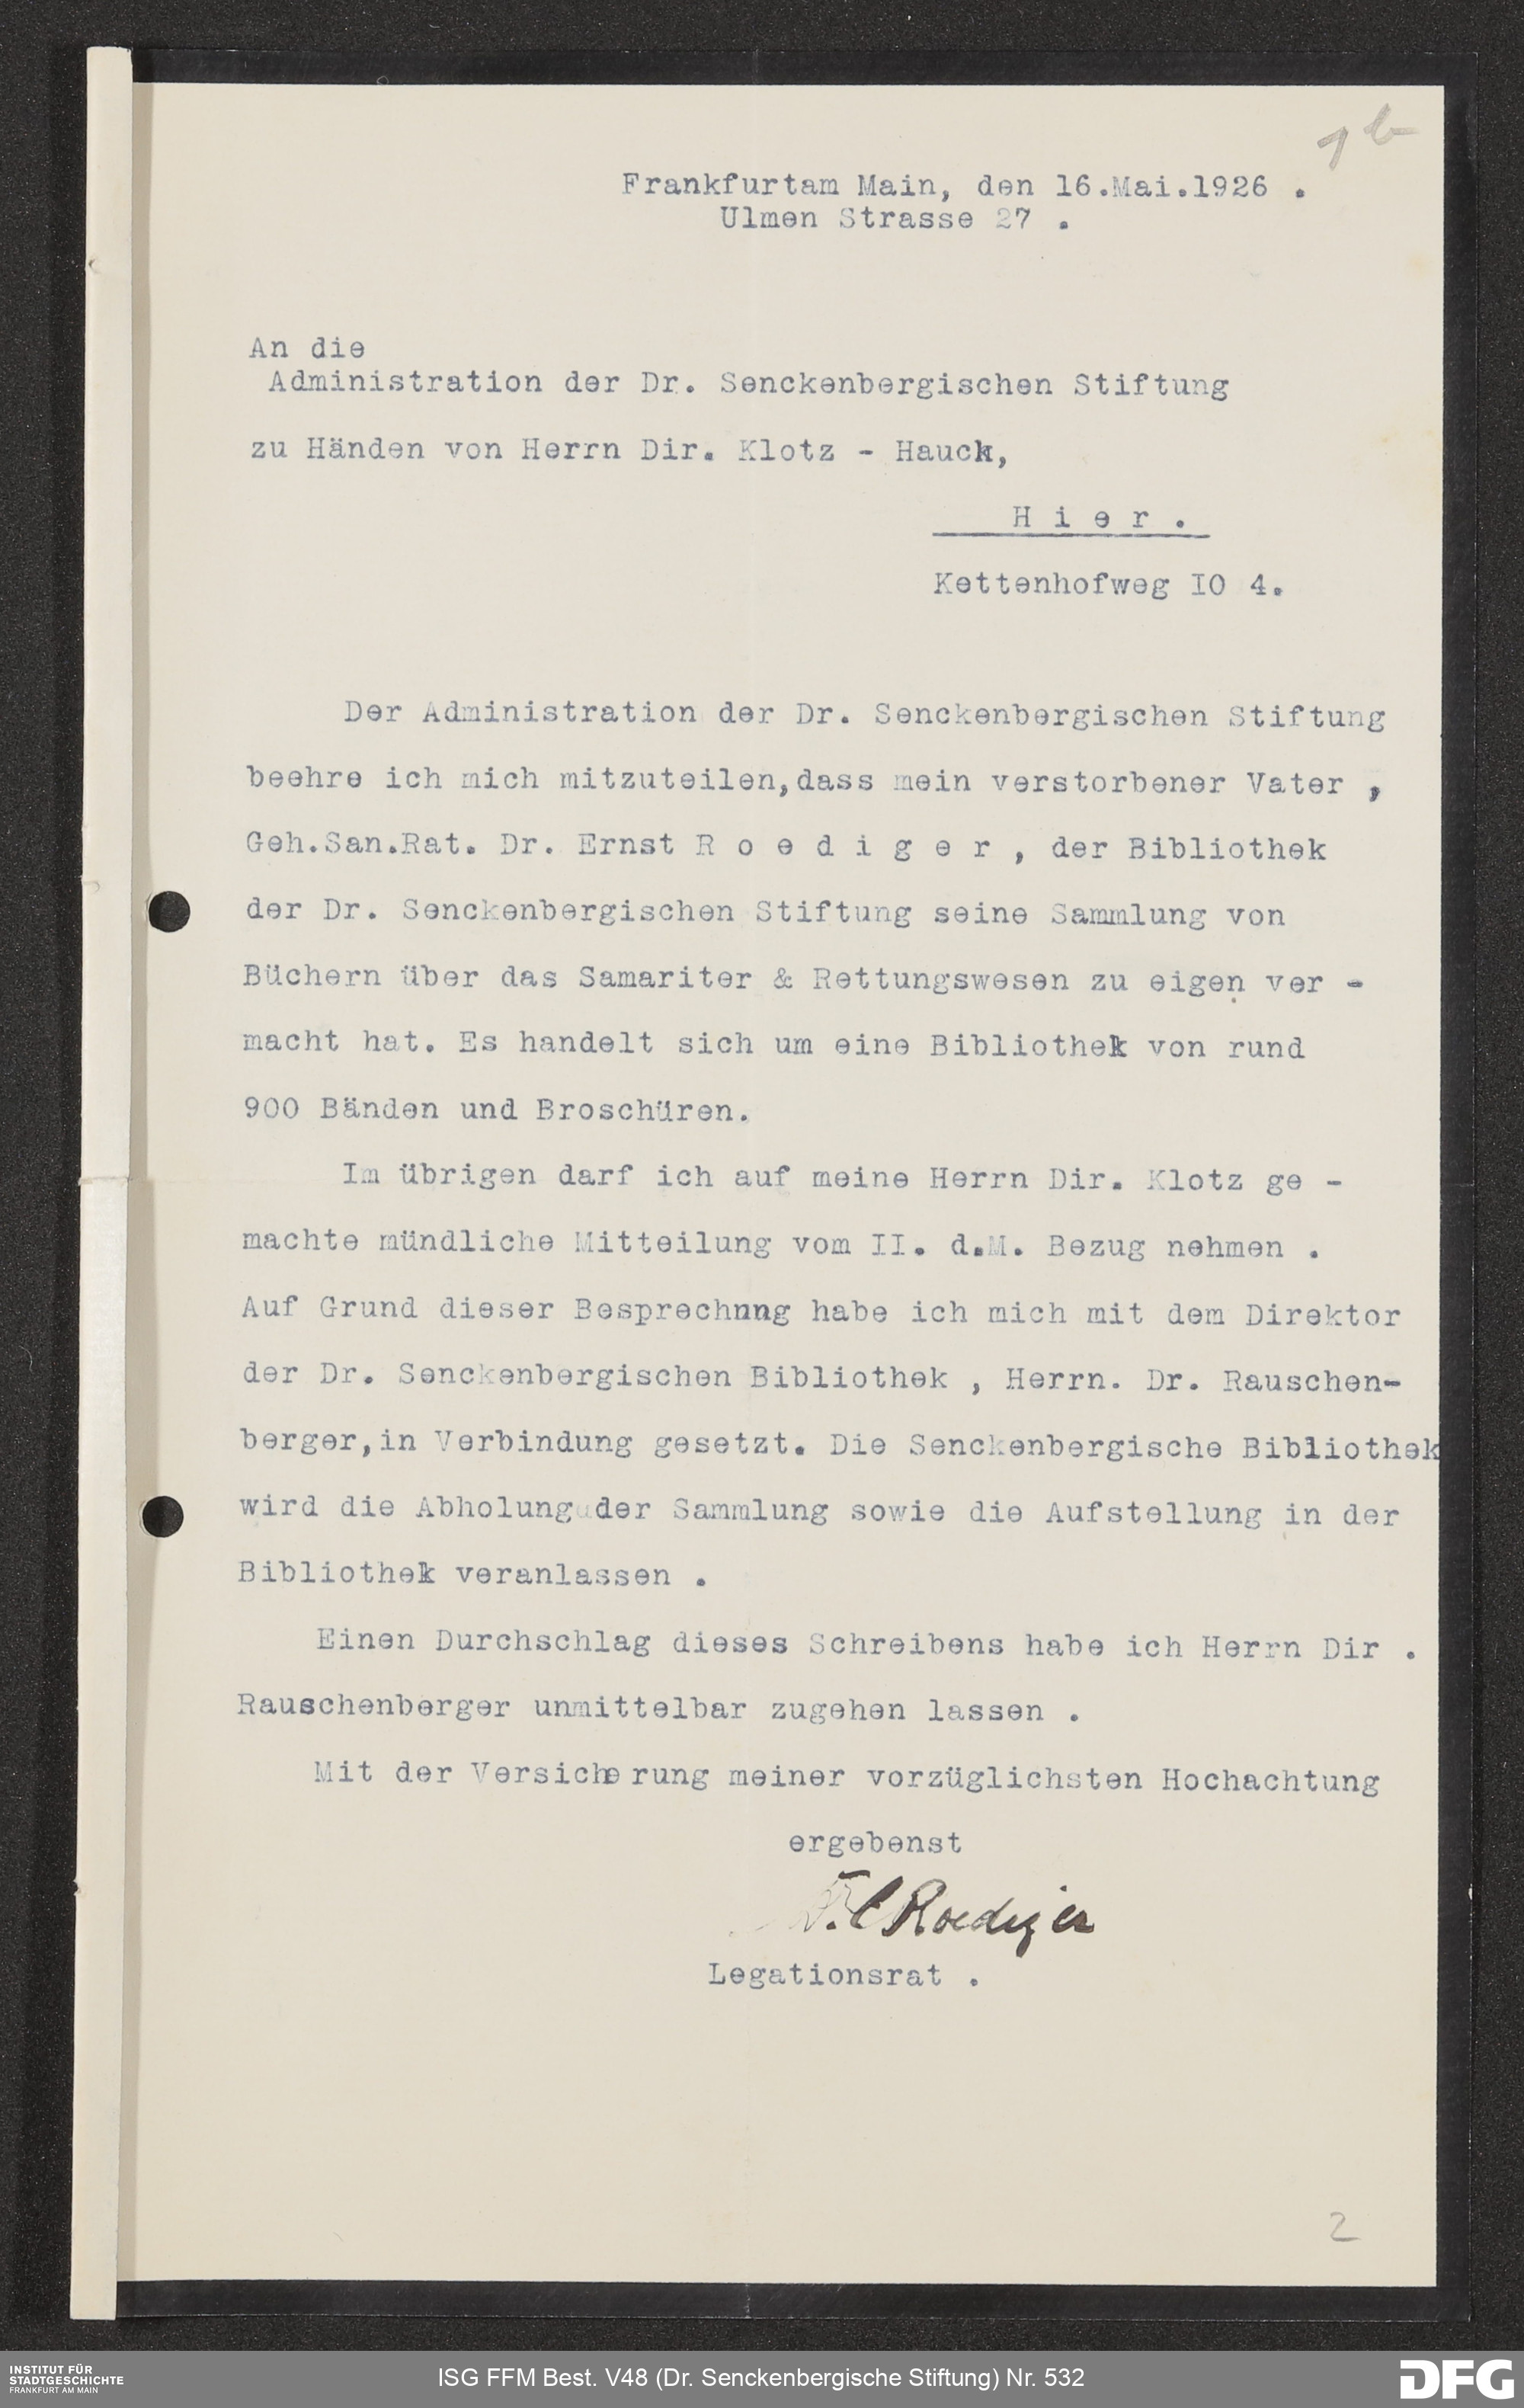 1b
Frankfurtam Main, den 16.Mai.1926 .
Ulmen Strasse 27 .
An die
Administration der Dr. Senckenbergischen Stiftung
zu Händen von Herrn Dir. Klotz - Hauck,
H i e r .
Kettenhofweg IO 4.
Der Administration der Dr. Senckenbergischen Stiftung
beehre ich mich mitzuteilen,dass mein verstorbener Vater ,
Geh.San.Rat. Dr. Ernst R o e d i g e r , der Bibliothek
der Dr. Senckenbergischen Stiftung seine Sammlung von
Büchern über das Samariter & Rettungswesen zu eigen ver -
macht hat. Es handelt sich um eine Bibliothek von rund
900 Bänden und Broschüren.
Im übrigen darf ich auf meine Herrn Dir. Klotz ge -
machte mündliche Mitteilung vom II. d.M. Bezug nehmen .
Auf Grund dieser Besprechnng habe ich mich mit dem Direktor
der Dr. Senckenbergischen Bibliothek , Herrn. Dr. Rauschen-
berger,in Verbindung gesetzt. Die Senckenbergische Bibliothek
wird die Abholung der Sammlung sowie die Aufstellung in der
Bibliothek veranlassen .
Einen Durchschlag dieses Schreibens habe ich Herrn Dir .
Rauschenberger unmittelbar zugehen lassen .
Mit der Versicherung meiner vorzüglichsten Hochachtung
ergebenst
Roediger
Legationsrat .
2
INSTITUT FÜR
STADTGESCHICHTE
FRANKFURT AM MAIN
ISG FFM Best. V48 (Dr. Senckenbergische Stiftung) Nr. 532
DFG